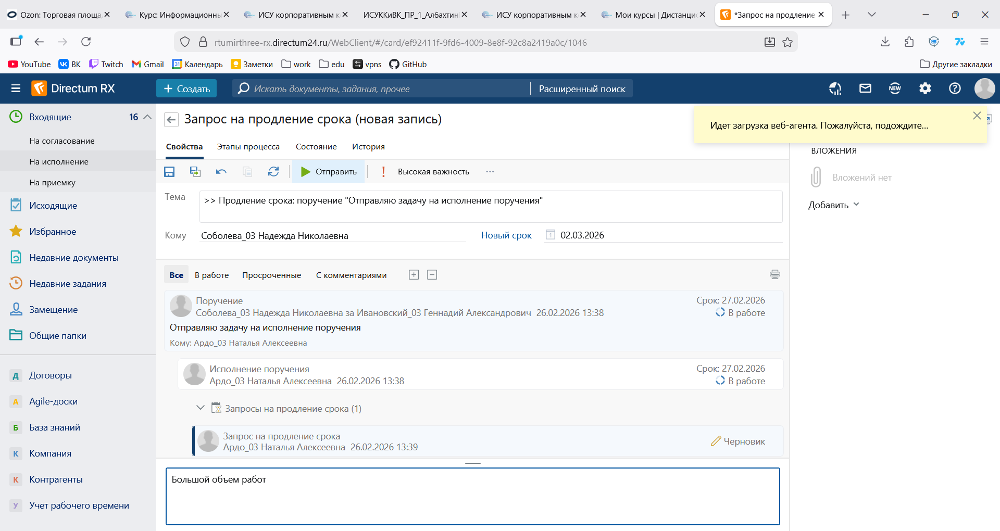 Ozon: Торговая площа
Курс: Информационны
ИСУ корпоративным к
ИСУККиВК_ПР_1_Албахтин
ИСУ корпоративным к
Мои курсы | Дистанци
*Запрос на продление
rtumirthree-rx.directum24.ru/WebClient/#/card/ef92411f-9fd6-4009-8e8f-92c8a2419a0c/1046
YouTube
ВК
Twitch
Gmail
Календарь
Заметки
work
edu
vpns
GitHub
Другие закладки
Directum RX
Создать
Искать документы, задания, прочее
Расширенный поиск
NEW
Входящие 16
На согласование
На исполнение
На приемку
Исходящие
Избранное
Недавние документы
Недавние задания
Замещение
Общие папки
Д Договоры
А Agile-доски
Б База знаний
К Компания
К Контрагенты
У Учет рабочего времени
Запрос на продление срока (новая запись)
Идет загрузка веб-агента. Пожалуйста, подождите...
Свойства
Этапы процесса
Состояние
История
Отправить
Высокая важность
Тема
>> Продление срока: поручение "Отправляю задачу на исполнение поручения"
Кому
Соболева_03 Надежда Николаевна
Новый срок
02.03.2026
Все
В работе
Просроченные
С комментариями
Поручение
Срок: 27.02.2026
Соболева_03 Надежда Николаевна за Ивановский_03 Геннадий Александрович 26.02.2026 13:38
В работе
Отправляю задачу на исполнение поручения
Кому: Ардо_03 Наталья Алексеевна
Исполнение поручения
Срок: 27.02.2026
Ардо_03 Наталья Алексеевна 26.02.2026 13:38
В работе
Запросы на продление срока (1)
Запрос на продление срока
Ардо_03 Наталья Алексеевна 26.02.2026 13:39
Черновик
Большой объем работ
ВЛОЖЕНИЯ
Вложений нет
Добавить